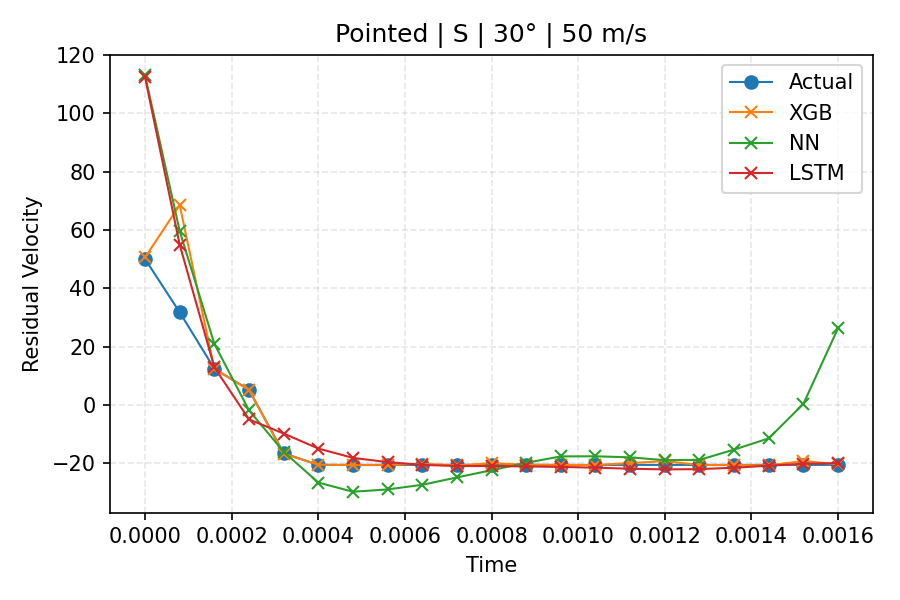 Pointed | S | 30° | 50 m/s
Residual Velocity
120
100
80
60
40
20
0
−20
Actual
XGB
NN
LSTM
0.0000 0.0002 0.0004 0.0006 0.0008 0.0010 0.0012 0.0014 0.0016
Time